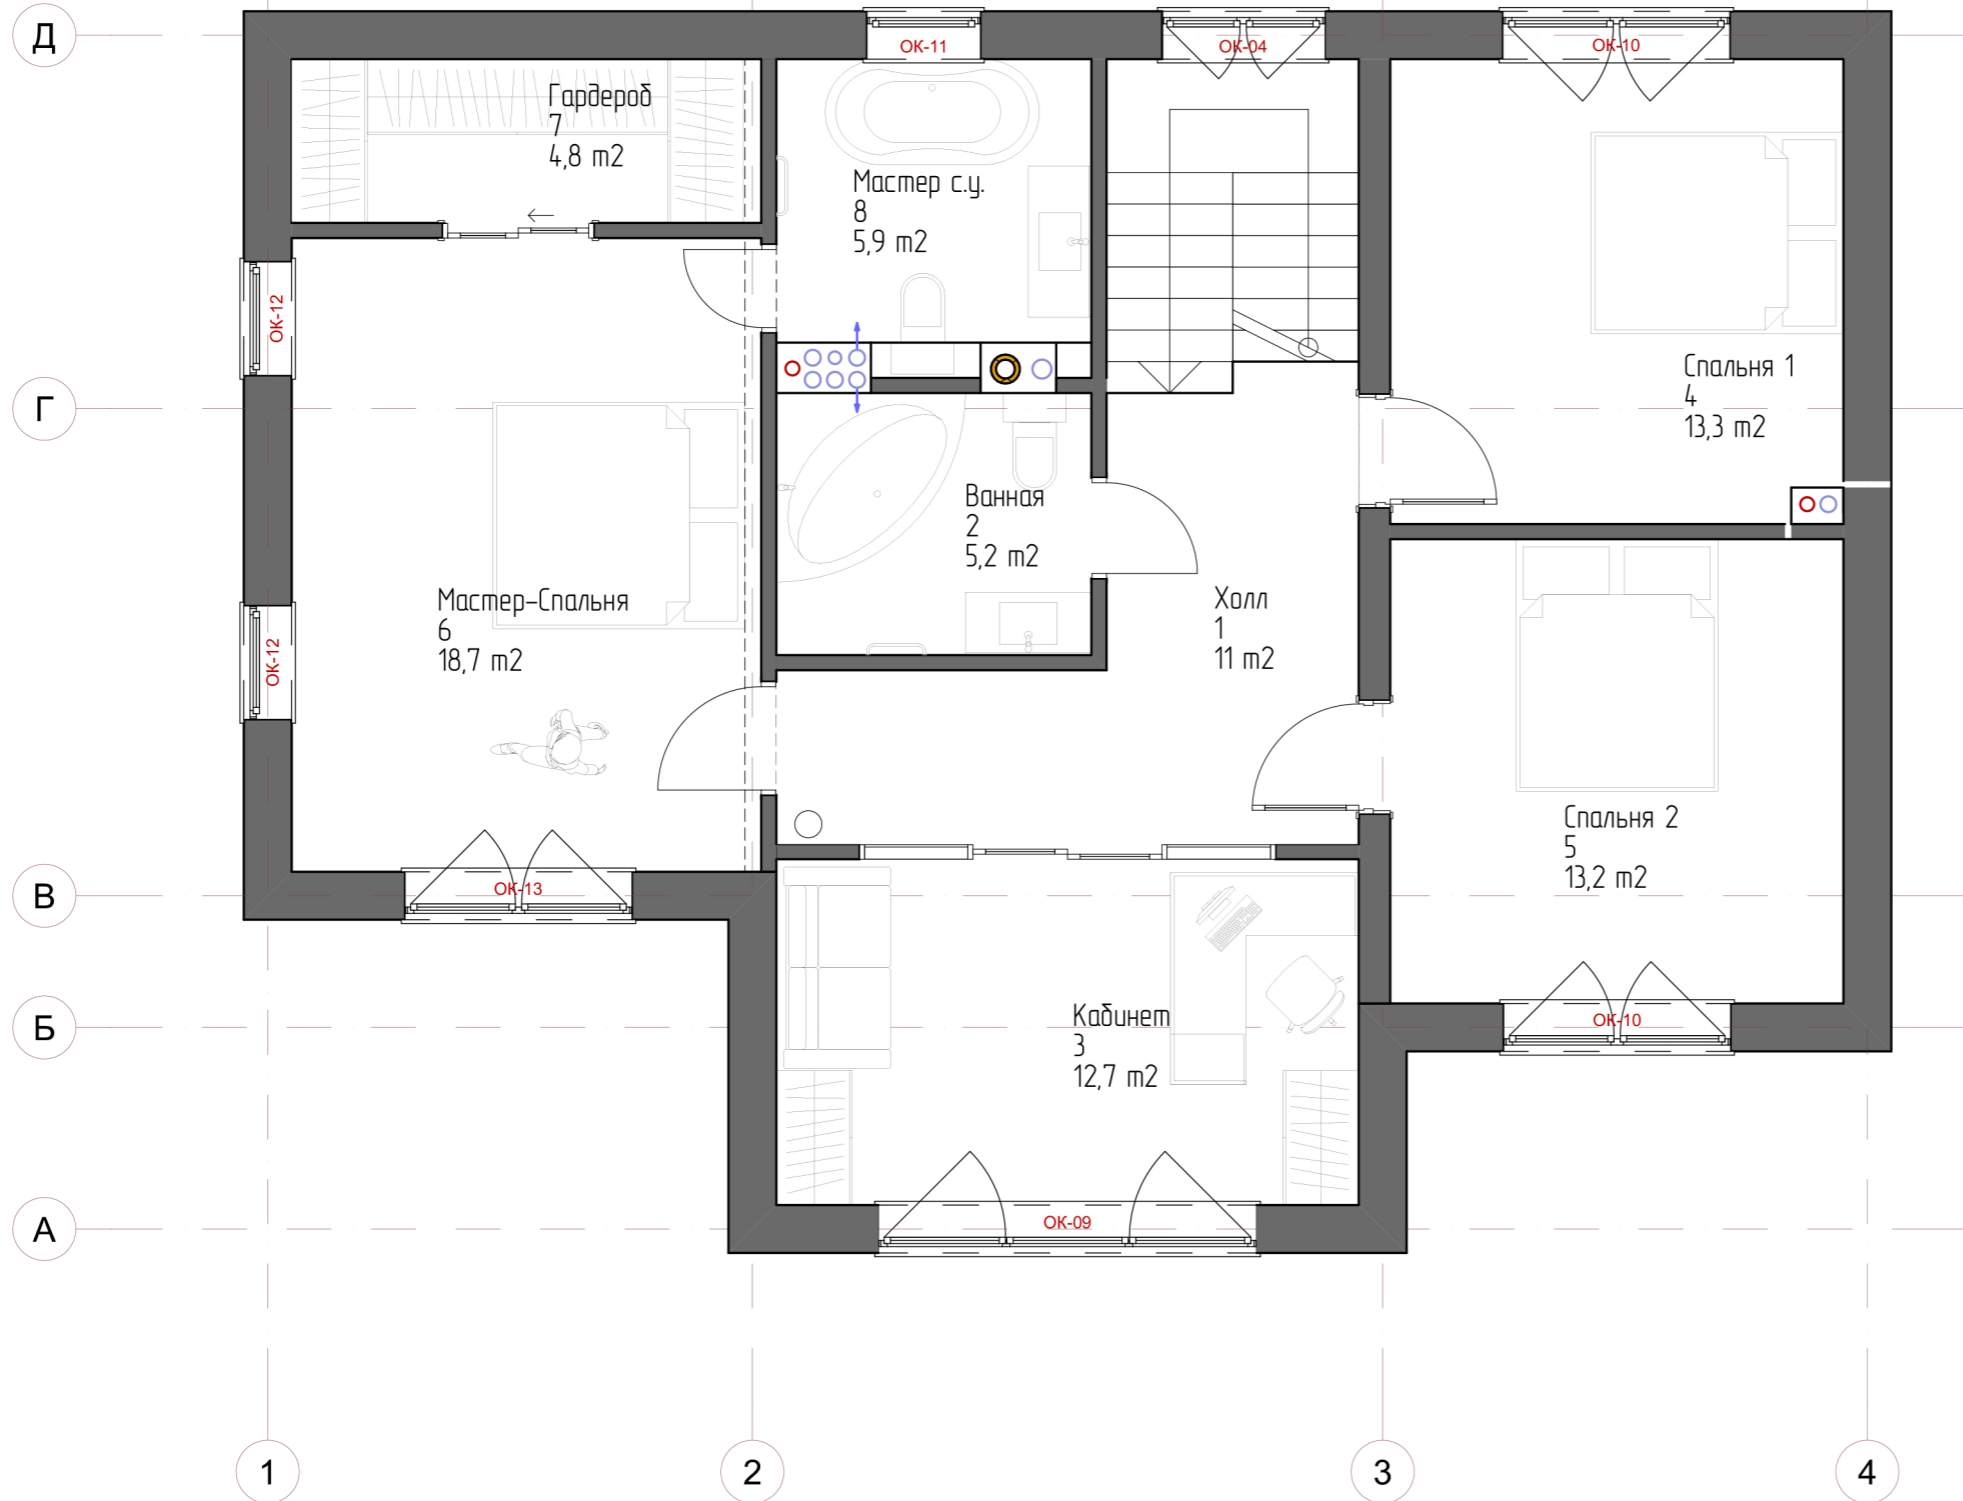 Д
ОК-11
ОК-04
ОК-10
Гардероб
7
4,8 m2
Мастер с.у.
8
5,9 m2
ОК-12
Спальня 1
4
13,3 m2
Г
Ванная
2
5,2 m2
Мастер-Спальня
6
18,7 m2
Холл
1
11 m2
ОК-12
Спальня 2
5
13,2 m2
В
ОК-13
Кабинет
3
12,7 m2
Б
ОК-10
А
ОК-09
1
2
3
4